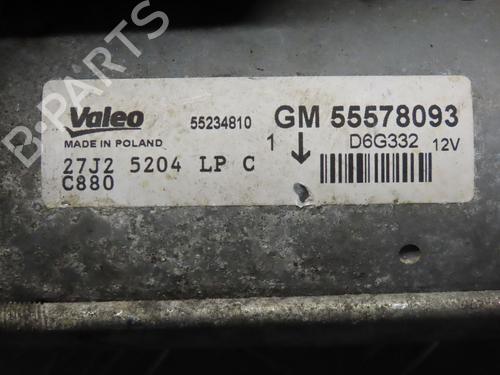 Valeo 55234810 GM 55578093
MADE IN POLAND 1 D6G332 12V
27J2 5204 LP C
C880
B-PARTS